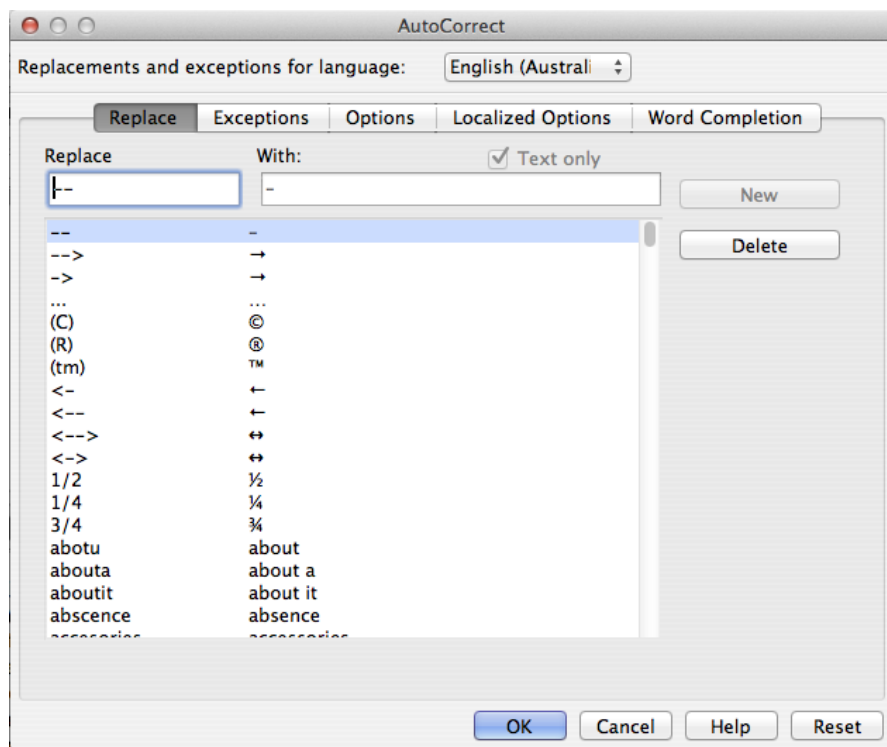 AutoCorrect
Replacements and exceptions for language: English (Australi
Replace Exceptions Options Localized Options Word Completion
Replace With: Text only
-- – New
-- –
Delete
--> →
-> →
... …
(C) ©
(R) ®
(tm) ™
<- ←
<-- ←
<--> ↔
<-> ↔
1/2 ½
1/4 ¼
3/4 ¾
abotu about
abouta about a
aboutit about it
abscence absence
accesories accessories
OK Cancel Help Reset